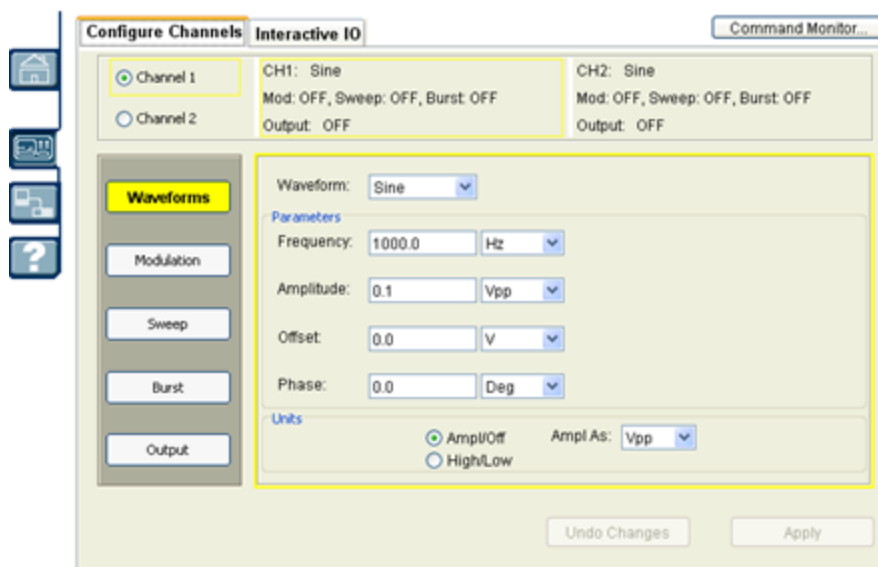 Configure Channels
Interactive IO
Command Monitor...
Channel 1
Channel 2
CH1: Sine
Mod: OFF, Sweep: OFF, Burst: OFF
Output: OFF
CH2: Sine
Mod: OFF, Sweep: OFF, Burst: OFF
Output: OFF
Waveforms
Modulation
Sweep
Burst
Output
Waveform: Sine
Parameters
Frequency: 1000.0 Hz
Amplitude: 0.1 Vpp
Offset: 0.0 V
Phase: 0.0 Deg
Units
Ampl/Off
High/Low
Ampl As: Vpp
Undo Changes
Apply
?